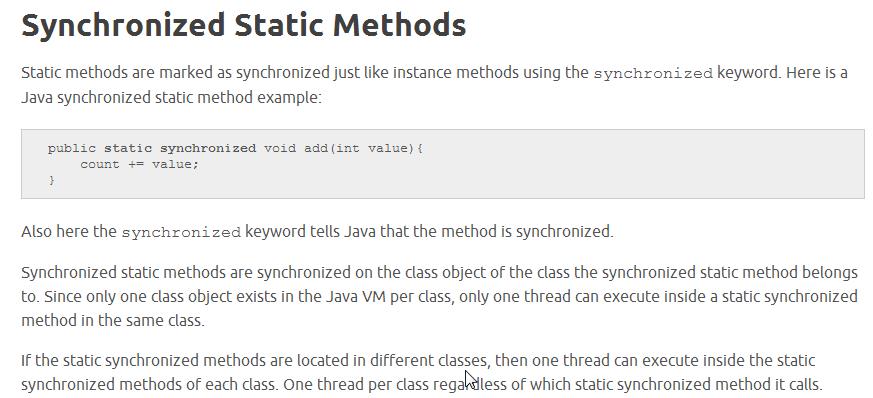 Synchronized Static Methods
Static methods are marked as synchronized just like instance methods using the synchronized keyword. Here is a
Java synchronized static method example:
public static synchronized void add(int value){
    count += value;
}
Also here the synchronized keyword tells Java that the method is synchronized.
Synchronized static methods are synchronized on the class object of the class the synchronized static method belongs
to. Since only one class object exists in the Java VM per class, only one thread can execute inside a static synchronized
method in the same class.
If the static synchronized methods are located in different classes, then one thread can execute inside the static
synchronized methods of each class. One thread per class regardless of which static synchronized method it calls.